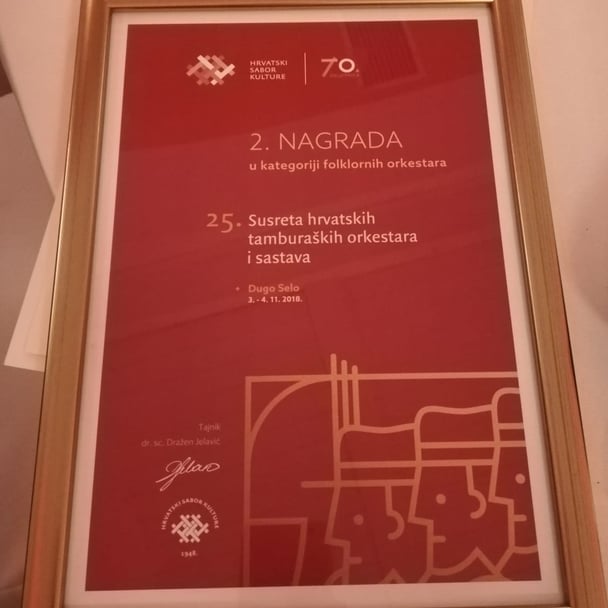 HRVATSKI
SABOR
KULTURE
70.
2. NAGRADA
u kategoriji folklornih orkestara
25. Susreta hrvatskih
tamburaških orkestara
i sastava
• Dugo Selo
3. - 4. 11. 2018.
Tajnik
dr. sc. Dražen Jelavić
HRVATSKI SABOR KULTURE
1948.